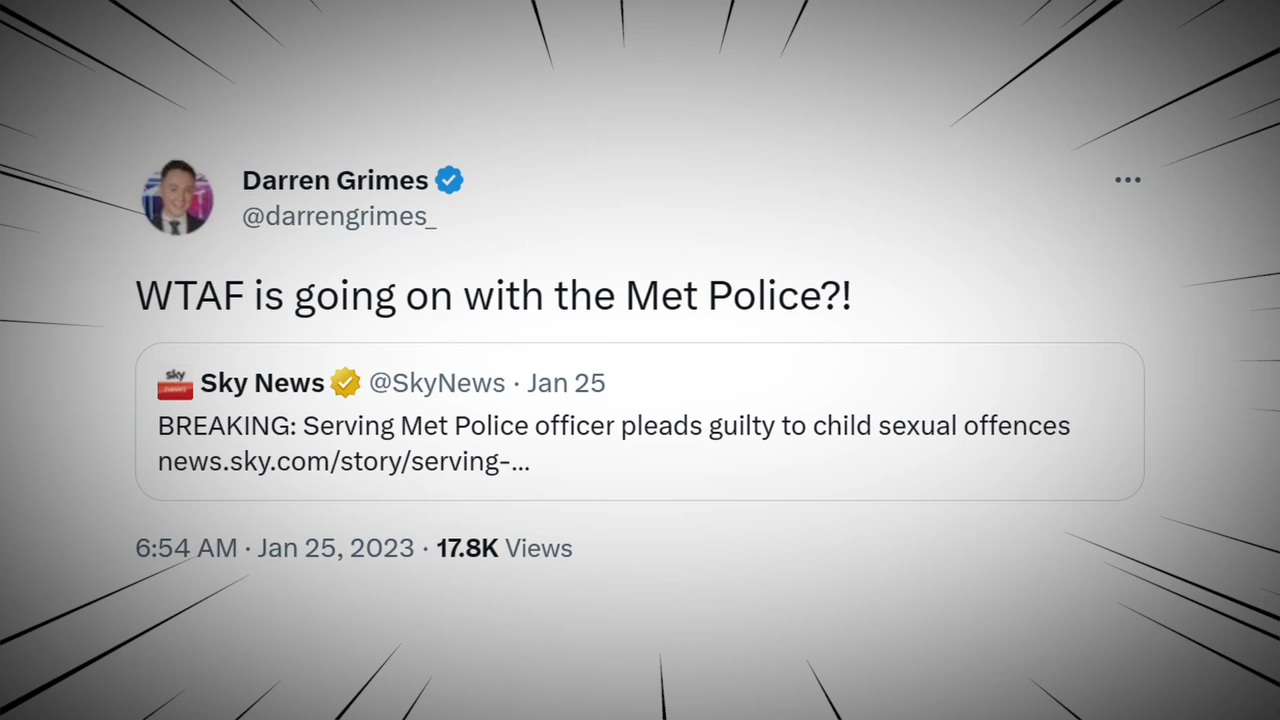 Darren Grimes
@darrengrimes_
WTAF is going on with the Met Police?!
sky
news
Sky News @SkyNews · Jan 25
BREAKING: Serving Met Police officer pleads guilty to child sexual offences
news.sky.com/story/serving-...
6:54 AM · Jan 25, 2023 · 17.8K Views